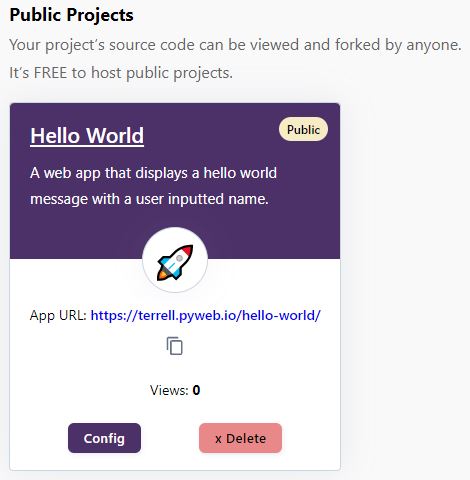 Public Projects
Your project's source code can be viewed and forked by anyone.
It's FREE to host public projects.
Hello World
Public
A web app that displays a hello world
message with a user inputted name.
App URL: https://terrell.pyweb.io/hello-world/
Views: 0
Config
x Delete